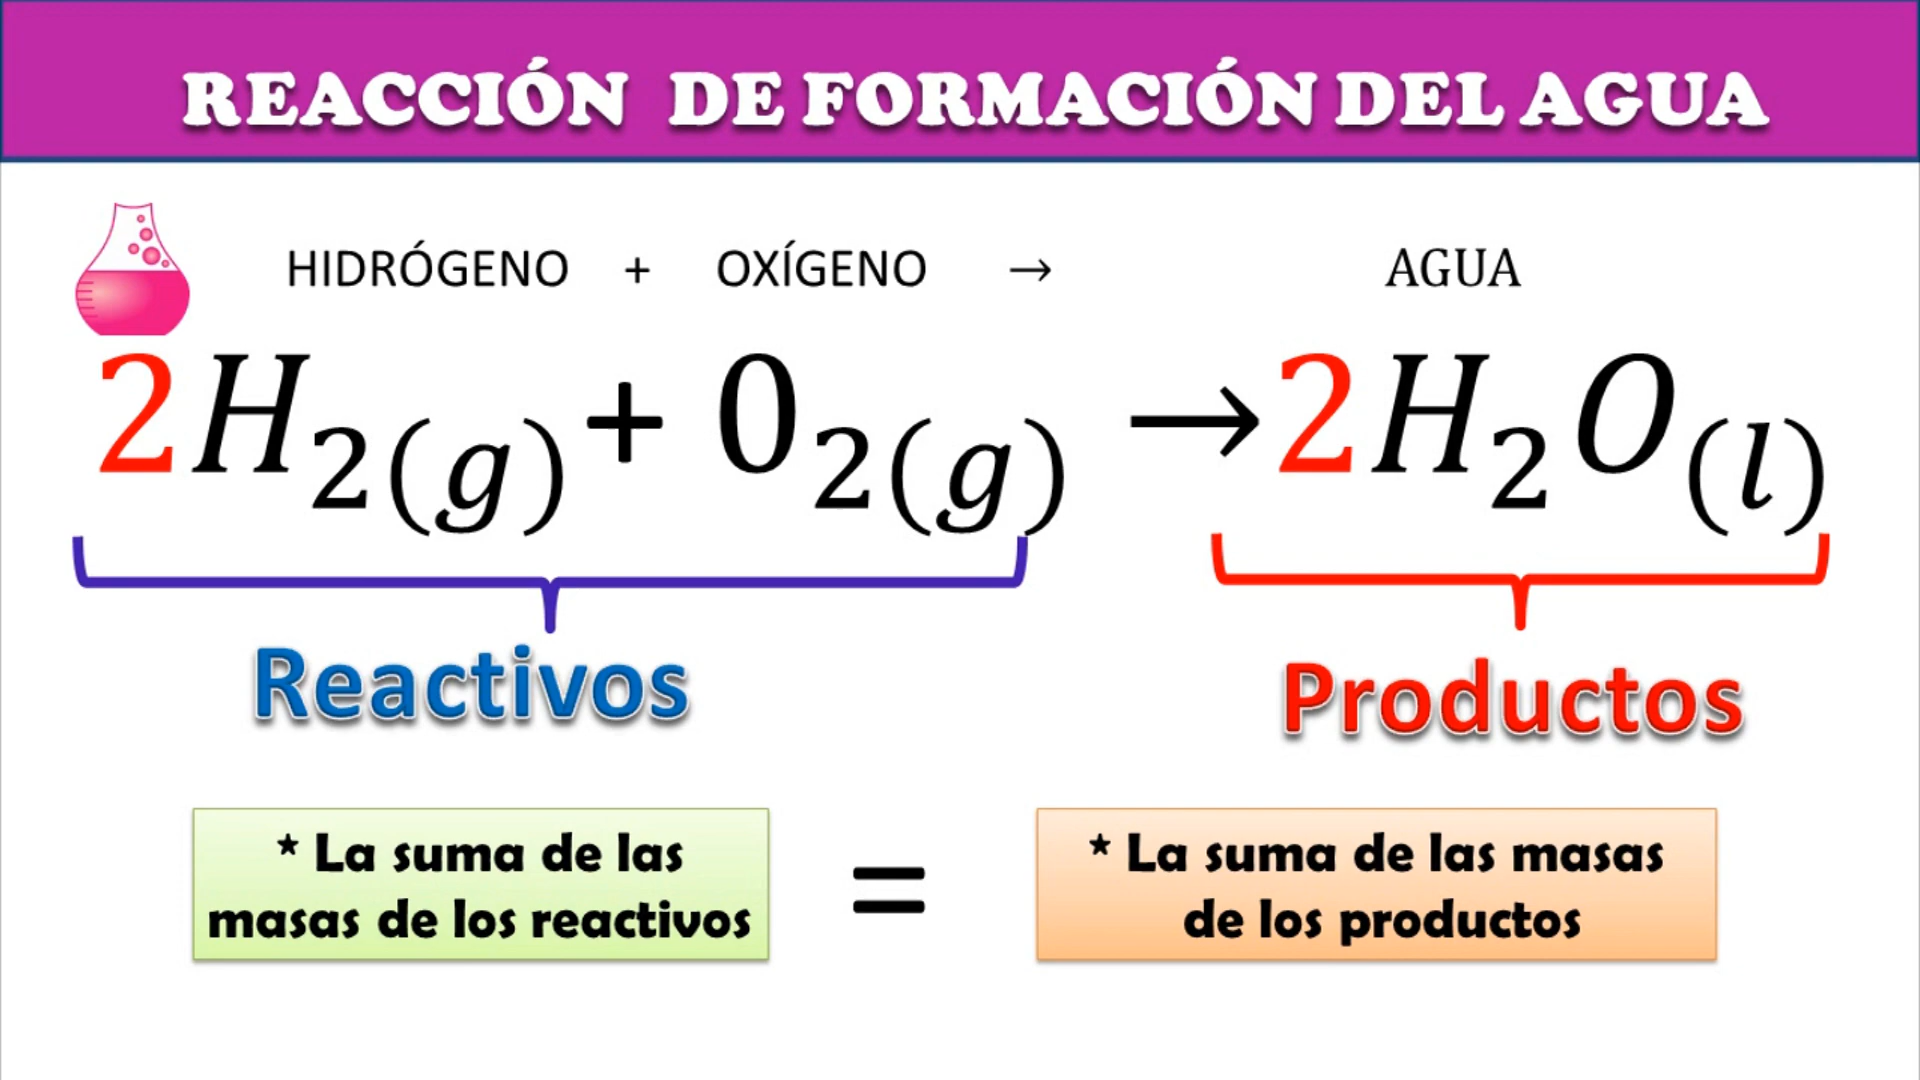 REACCIÓN DE FORMACIÓN DEL AGUA
HIDRÓGENO + OXÍGENO → AGUA
2H₂(g) + 0₂(g) → 2H₂O(l)
Reactivos
Productos
* La suma de las
masas de los reactivos
=
* La suma de las masas
de los productos